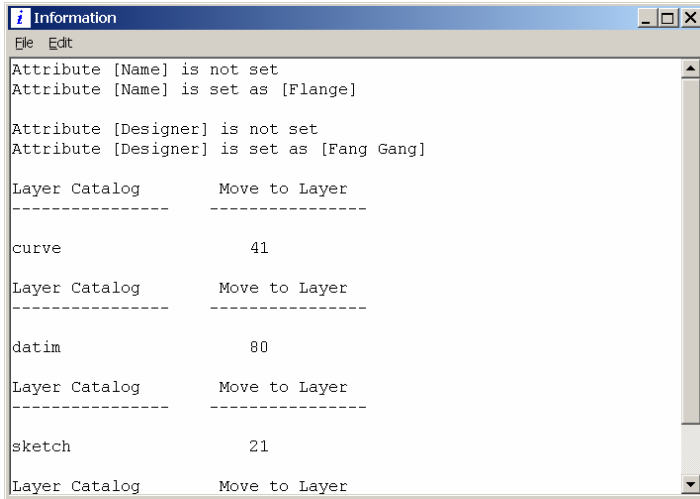 Information
File Edit
Attribute [Name] is not set
Attribute [Name] is set as [Flange]
Attribute [Designer] is not set
Attribute [Designer] is set as [Fang Gang]
Layer Catalog Move to Layer
---------------- ----------------
curve 41
Layer Catalog Move to Layer
---------------- ----------------
datim 80
Layer Catalog Move to Layer
---------------- ----------------
sketch 21
Layer Catalog Move to Layer